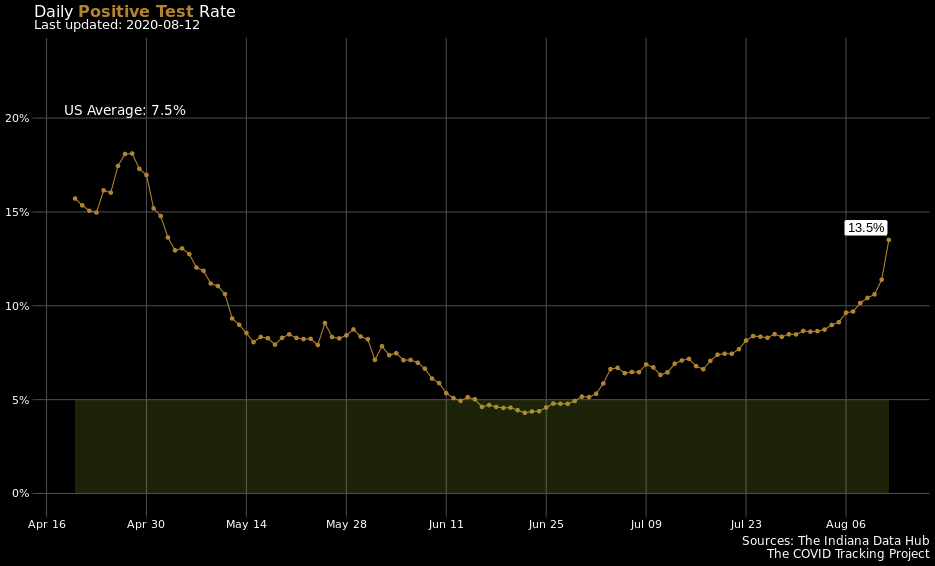 Daily Positive Test Rate
Last updated: 2020-08-12
US Average: 7.5%
20%
15%
13.5%
10%
5%
0%
Apr 16 Apr 30 May 14 May 28 Jun 11 Jun 25 Jul 09 Jul 23 Aug 06
Sources: The Indiana Data Hub
The COVID Tracking Project